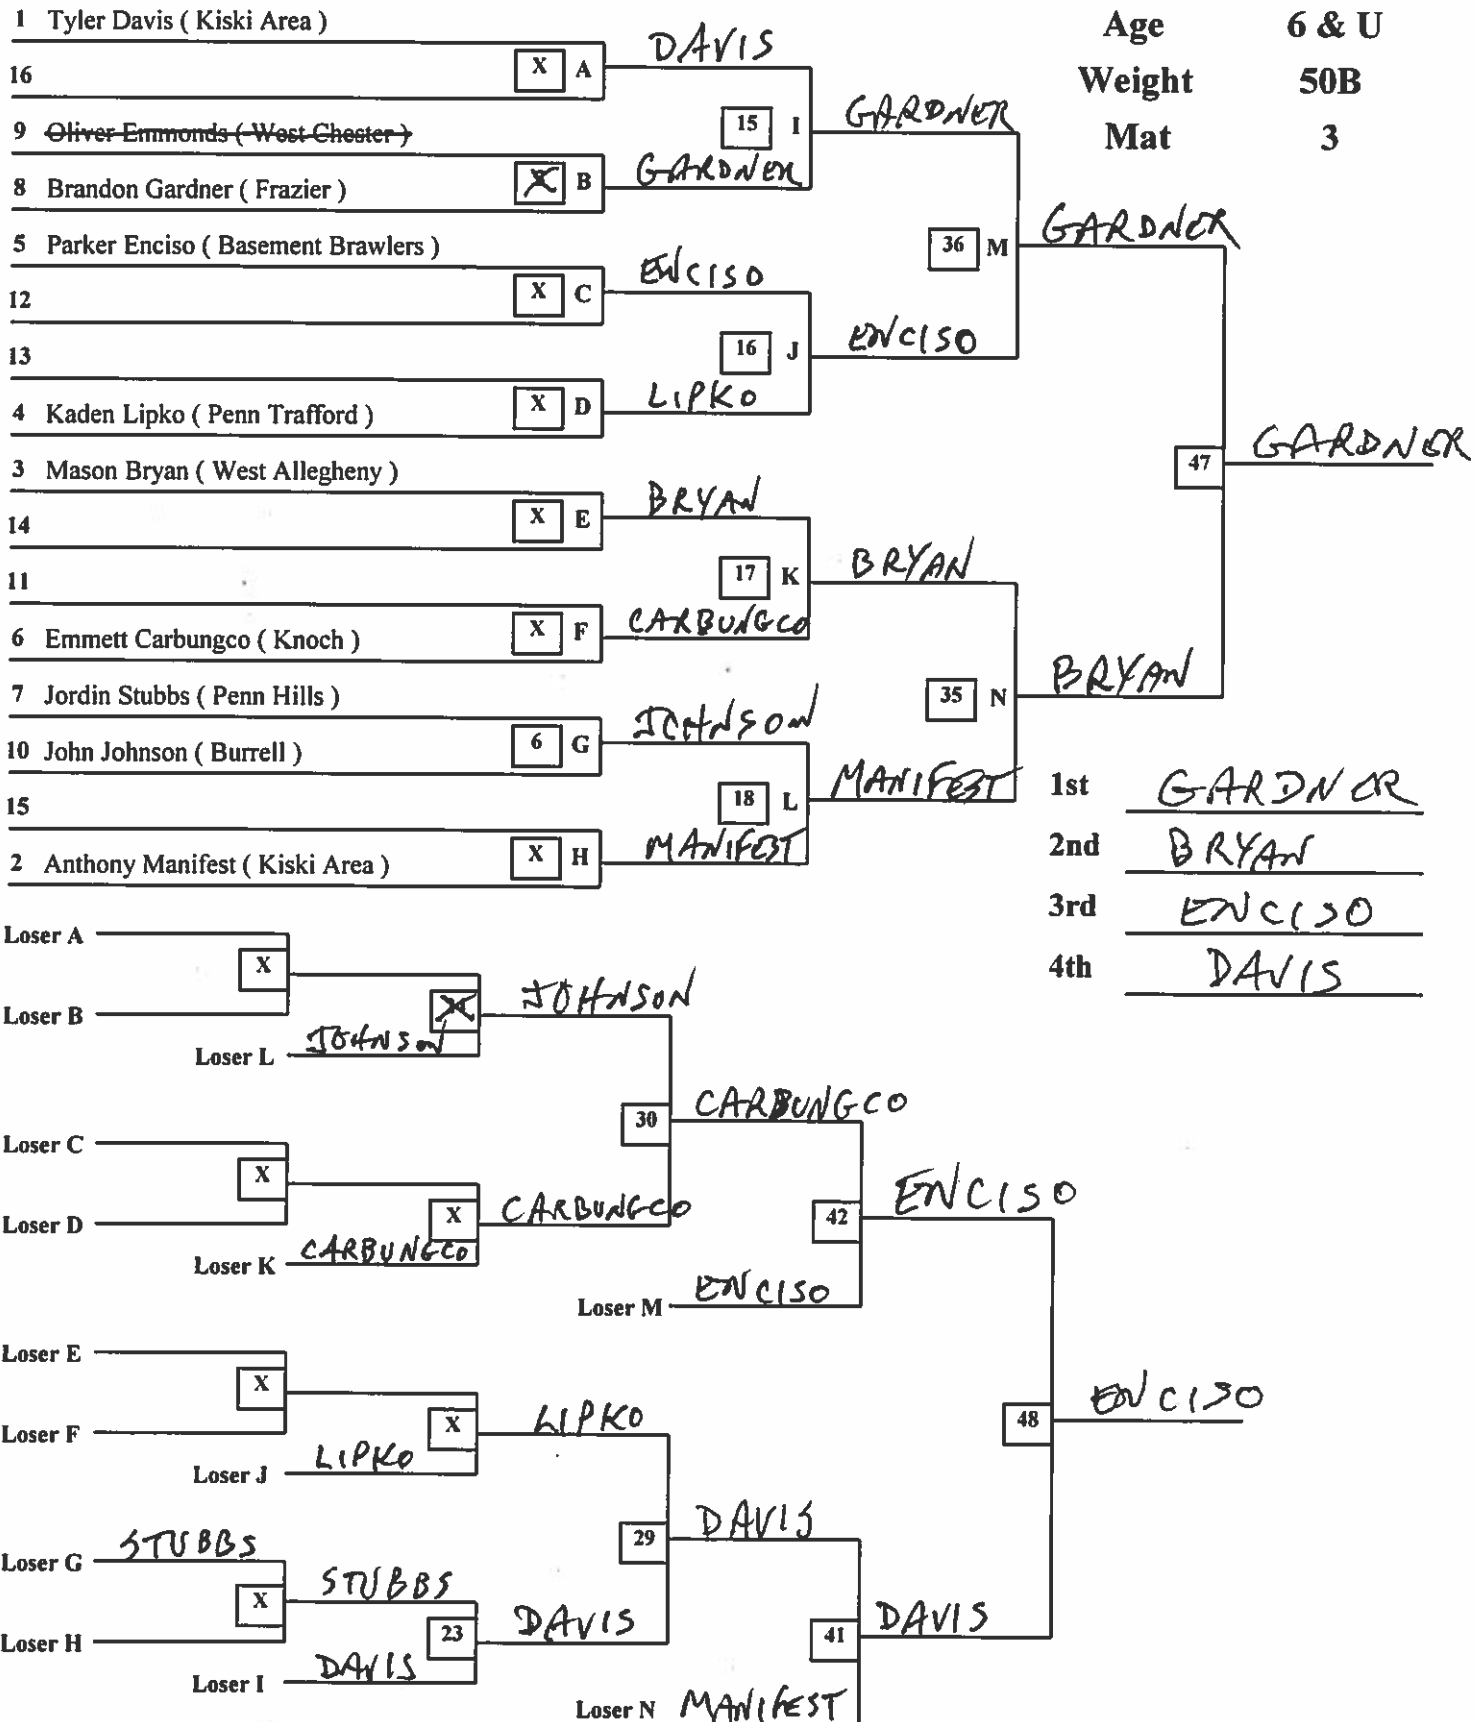 1 Tyler Davis ( Kiski Area )
Age 6 & U
DAVIS
16
X A
Weight 50B
9 Oliver Emmonds ( West Chester )
15 I
GARDNER
Mat 3
8 Brandon Gardner ( Frazier )
B
GARDNER
5 Parker Enciso ( Basement Brawlers )
36 M
GARDNER
ENCISO
12
X C
13
16 J
ENCISO
4 Kaden Lipko ( Penn Trafford )
X D
LIPKO
3 Mason Bryan ( West Allegheny )
47
GARDNER
BRYAN
14
X E
11
17 K
BRYAN
6 Emmett Carbungco ( Knoch )
X F
CARBUNGCO
7 Jordin Stubbs ( Penn Hills )
35 N
BRYAN
JOHNSON
10 John Johnson ( Burrell )
6 G
15
18 L
MANIFEST
1st GARDNER
2 Anthony Manifest ( Kiski Area )
X H
MANIFEST
2nd BRYAN
3rd ENCISO
4th DAVIS
Loser A
X
Loser B
JOHNSON
Loser L JOHNSON
30
CARBUNGCO
Loser C
X
Loser D
X
CARBUNGCO
Loser K CARBUNGCO
42
ENCISO
Loser M ENCISO
Loser E
X
Loser F
X
LIPKO
Loser J LIPKO
48
ENCISO
Loser G STUBBS
X
STUBBS
29
DAVIS
Loser H
23
DAVIS
41
DAVIS
Loser I DAVIS
Loser N MANIFEST